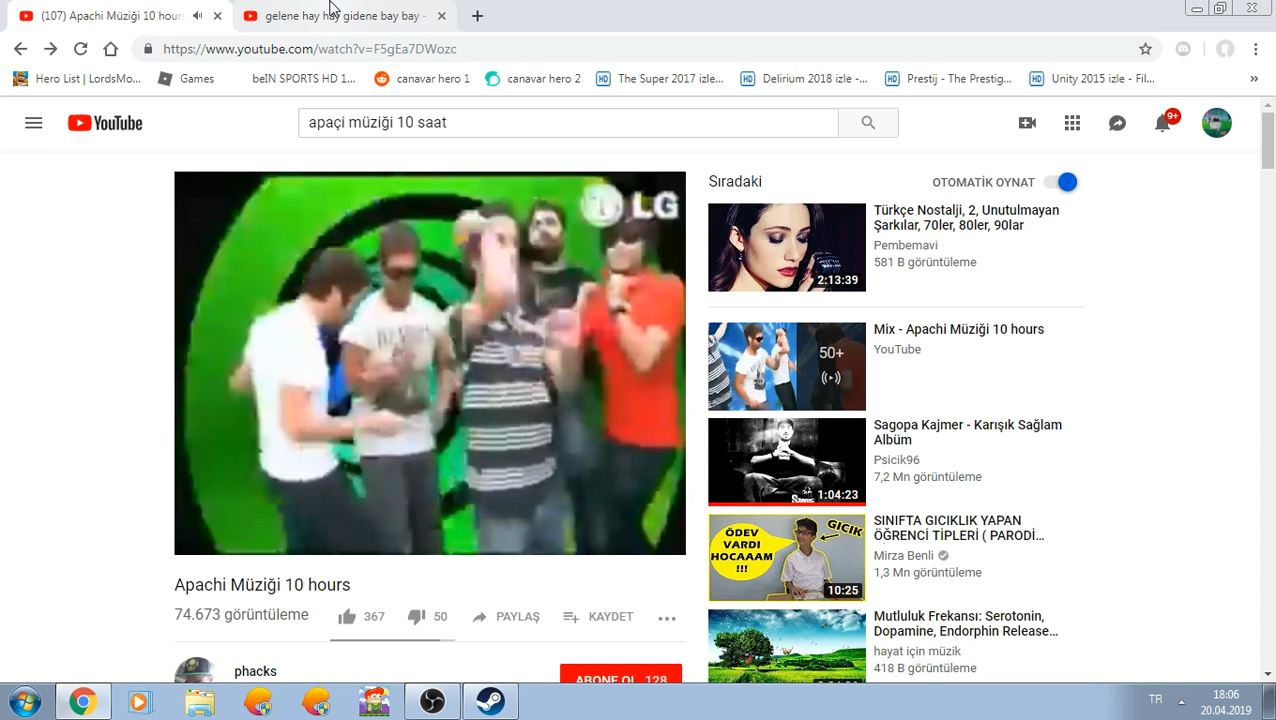 (107) Apachi Müziği 10 hours
gelene hay hay gidene bay bay -
https://www.youtube.com/watch?v=F5gEa7DWozc
Hero List | LordsMo...
Games
beIN SPORTS HD 1...
canavar hero 1
canavar hero 2
HD
The Super 2017 izle...
HD
Delirium 2018 izle -...
HD
Prestij - The Prestig...
HD
Unity 2015 izle - Fil...
»
YouTube
apaçi müziği 10 saat
9+
LG
Sıradaki
OTOMATİK OYNAT
2:13:39
Türkçe Nostalji, 2, Unutulmayan
Şarkılar, 70ler, 80ler, 90lar
Pembemavi
581 B görüntüleme
50+
Mix - Apachi Müziği 10 hours
YouTube
1:04:23
Sagopa Kajmer - Karışık Sağlam
Albüm
Psicik96
7,2 Mn görüntüleme
ÖDEV
VARDI
HOCAAAM
!!!
GICIK
10:25
SINIFTA GICIKLIK YAPAN
ÖĞRENCİ TİPLERİ ( PARODİ...
Mirza Benli
1,3 Mn görüntüleme
Mutluluk Frekansı: Serotonin,
Dopamine, Endorphin Release...
hayat için müzik
418 B görüntüleme
Apachi Müziği 10 hours
74.673 görüntüleme
367
50
PAYLAŞ
KAYDET
phacks
ABONE OL 128
TR
18:06
20.04.2019